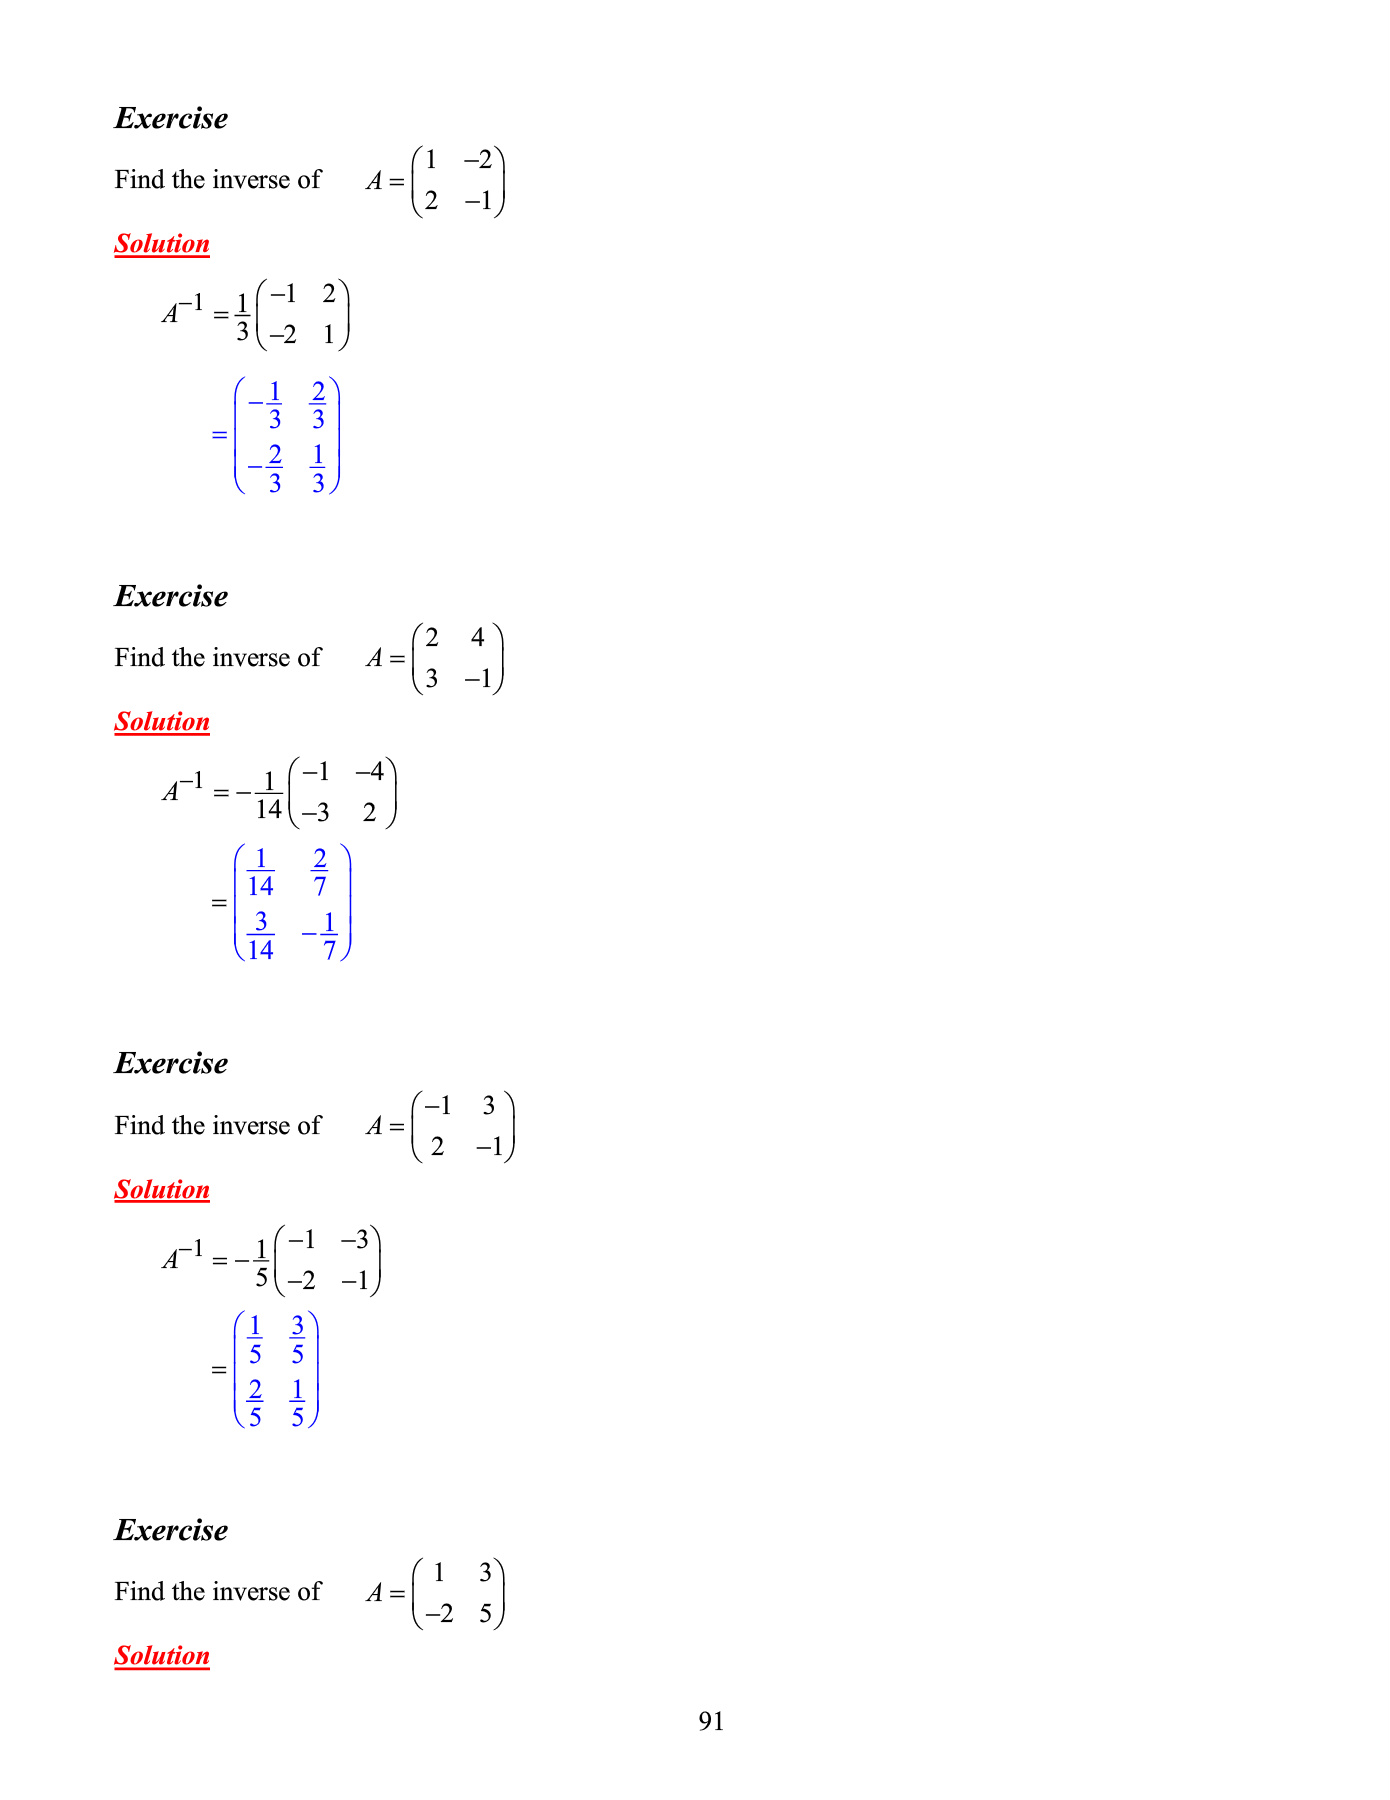 Exercise
Find the inverse of A = \begin{pmatrix} 1 & -2 \\ 2 & -1 \end{pmatrix}
Solution
A^{-1} = \frac{1}{3} \begin{pmatrix} -1 & 2 \\ -2 & 1 \end{pmatrix}
= \begin{pmatrix} -\frac{1}{3} & \frac{2}{3} \\ -\frac{2}{3} & \frac{1}{3} \end{pmatrix}
Exercise
Find the inverse of A = \begin{pmatrix} 2 & 4 \\ 3 & -1 \end{pmatrix}
Solution
A^{-1} = -\frac{1}{14} \begin{pmatrix} -1 & -4 \\ -3 & 2 \end{pmatrix}
= \begin{pmatrix} \frac{1}{14} & \frac{2}{7} \\ \frac{3}{14} & -\frac{1}{7} \end{pmatrix}
Exercise
Find the inverse of A = \begin{pmatrix} -1 & 3 \\ 2 & -1 \end{pmatrix}
Solution
A^{-1} = -\frac{1}{5} \begin{pmatrix} -1 & -3 \\ -2 & -1 \end{pmatrix}
= \begin{pmatrix} \frac{1}{5} & \frac{3}{5} \\ \frac{2}{5} & \frac{1}{5} \end{pmatrix}
Exercise
Find the inverse of A = \begin{pmatrix} 1 & 3 \\ -2 & 5 \end{pmatrix}
Solution
91